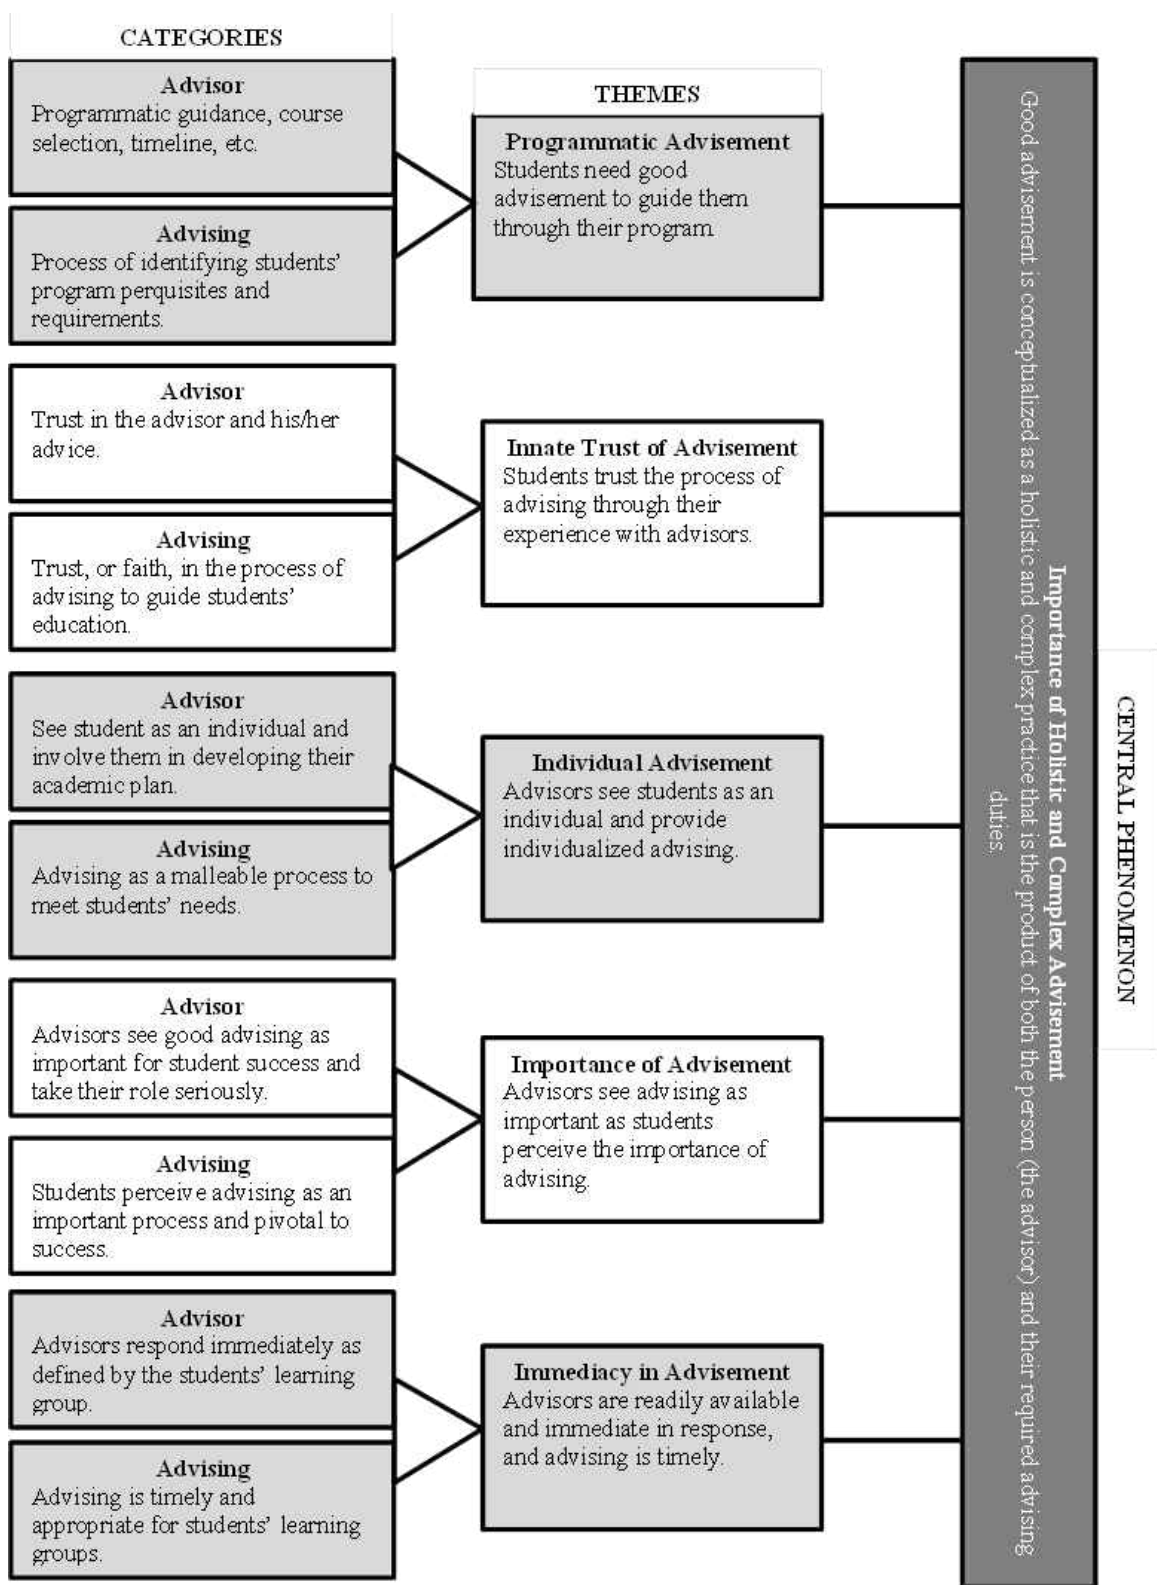 CATEGORIES
Advisor
Programmatic guidance, course
selection, timeline, etc.
Advising
Process of identifying students’
program perquisites and
requirements.
Advisor
Trust in the advisor and his/her
advice.
Advising
Trust, or faith, in the process of
advising to guide students’
education.
Advisor
See student as an individual and
involve them in developing their
academic plan.
Advising
Advising as a malleable process to
meet students’ needs.
Advisor
Advisors see good advising as
important for student success and
take their role seriously.
Advising
Students perceive advising as an
important process and pivotal to
success.
Advisor
Advisors respond immediately as
defined by the students’ learning
group.
Advising
Advising is timely and
appropriate for students’ learning
groups.
THEMES
Programmatic Advisement
Students need good
advisement to guide them
through their program
Innate Trust of Advisement
Students trust the process of
advising through their
experience with advisors.
Individual Advisement
Advisors see students as an
individual and provide
individualized advising.
Importance of Advisement
Advisors see advising as
important as students
perceive the importance of
advising.
Immediacy in Advisement
Advisors are readily available
and immediate in response,
and advising is timely.
CENTRAL PHENOMENON
Importance of Holistic and Complex Advisement
Good advisement is conceptualized as a holistic and complex practice that is the product of both the person (the advisor) and their required advising
duties.